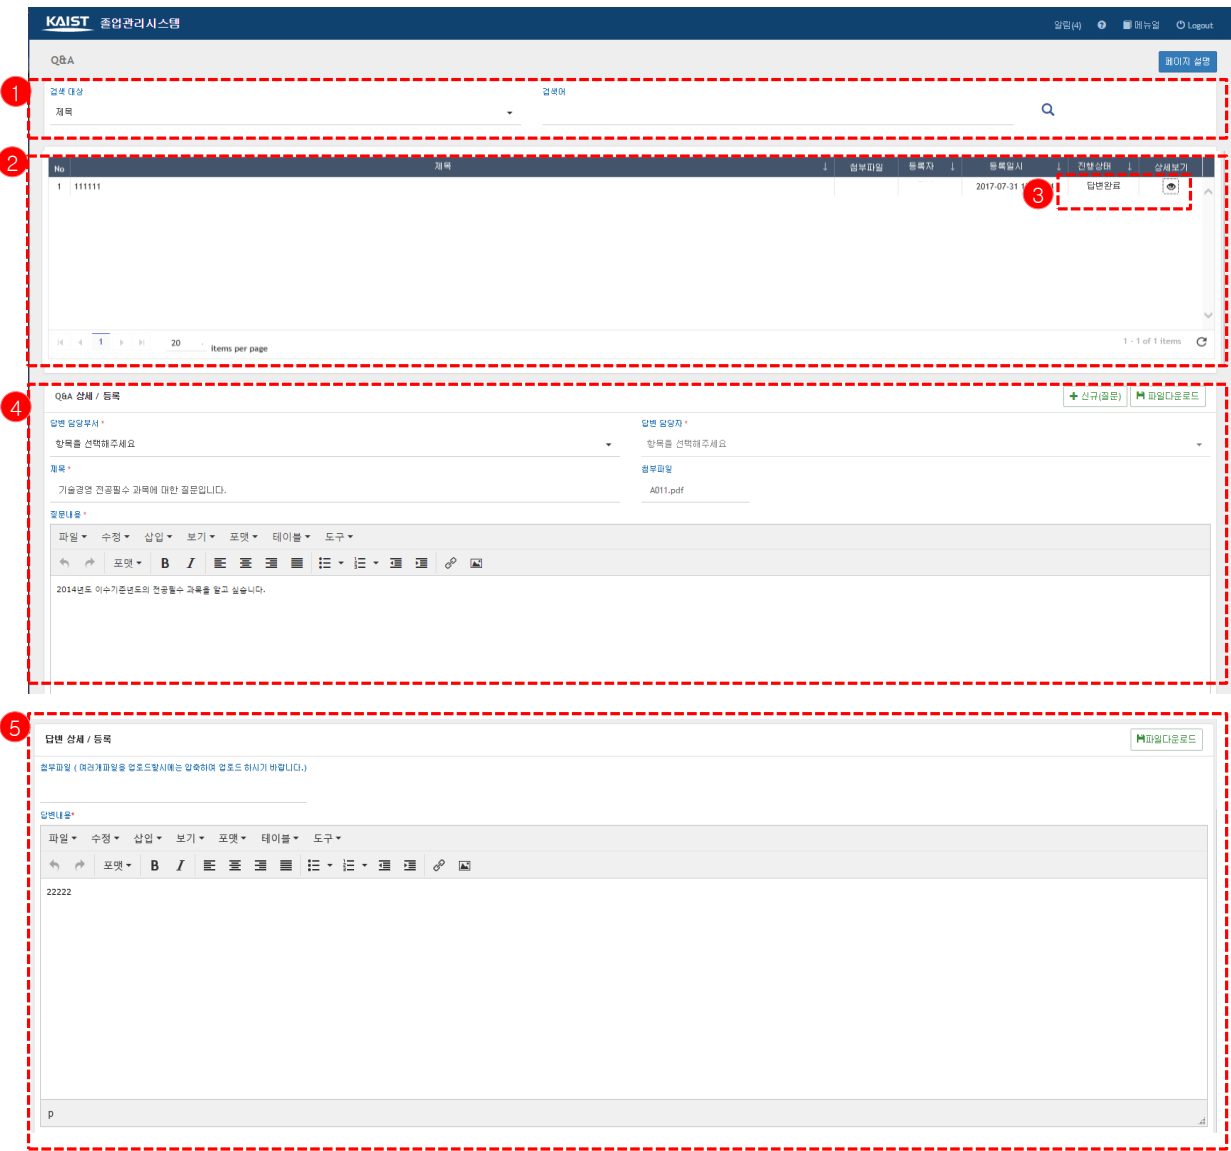 KAIST 졸업관리시스템
알림(4) ? 메뉴얼 Logout
Q&A
페이지 설명
1
검색 대상 검색어
제목
2
No 제목 ↓ 첨부파일 등록자 ↓ 등록일시 ↓ 진행상태 ↓ 상세보기
1 111111 2017-07-31 1 답변완료
3
1 20 items per page 1 - 1 of 1 items
4
Q&A 상세 / 등록 신규(질문) 파일다운로드
답변 담당부서 * 답변 담당자 *
항목을 선택해주세요 항목을 선택해주세요
제목 * 첨부파일
기술경영 전공필수 과목에 대한 질문입니다. A011.pdf
질문내용 *
파일 수정 삽입 보기 포맷 테이블 도구
포맷 B I
2014년도 이수기준년도의 전공필수 과목을 알고 싶습니다.
5
답변 상세 / 등록 파일다운로드
첨부파일 ( 여러개파일을 업로드할시에는 압축하여 업로드 하시기 바랍니다.)
답변내용*
파일 수정 삽입 보기 포맷 테이블 도구
포맷 B I
22222
p